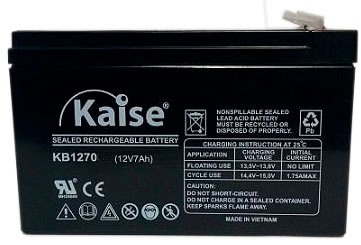 Kaise®
SEALED RECHARGEABLE BATTERY
KB1270 (12V7Ah)
NONSPILLABLE SEALED
LEAD ACID BATTERY
MUST BE RECYCLED OR
DISPOSED OF PROPERLY.
Pb
CHARGING INSTRUCTION AT 25°C
APPLICATION CHARGING VOLTAGE INITIAL CURRENT
FLOATING USE 13,5V~13,8V NO LIMIT
CYCLE USE 14,4V~15,0V 1.75AMAX
CAUTION:
DO NOT SHORT-CIRCUIT.
DO NOT CHARGE IN A SEALED CONTAINER.
KEEP SPARKS FLAMES AWAY.
MADE IN VIETNAM
CE